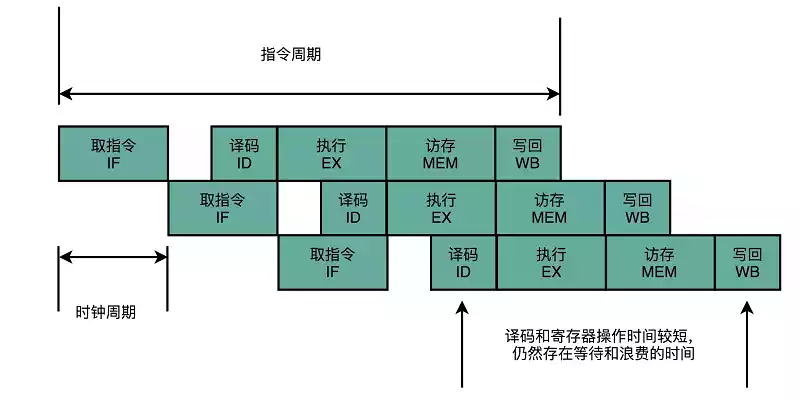 指令周期
取指令
IF
译码
ID
执行
EX
访存
MEM
写回
WB
取指令
IF
译码
ID
执行
EX
访存
MEM
写回
WB
取指令
IF
译码
ID
执行
EX
访存
MEM
写回
WB
时钟周期
译码和寄存器操作时间较短，
仍然存在等待和浪费的时间